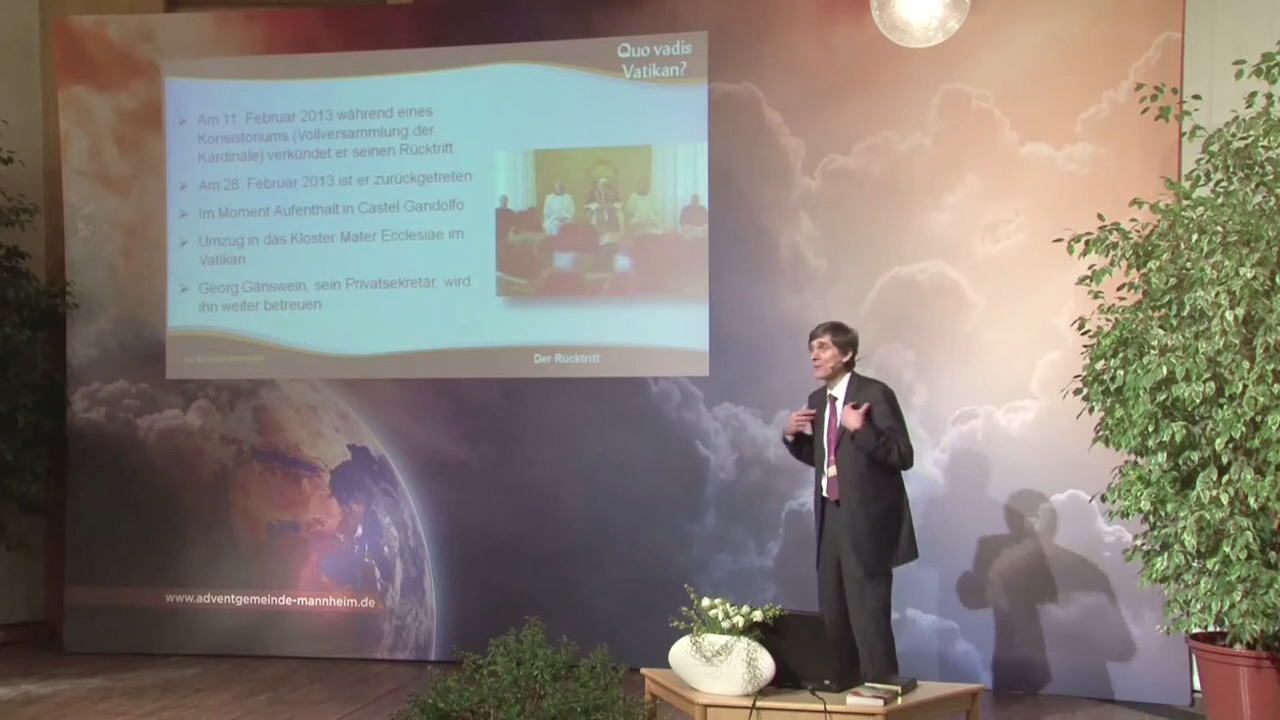 Quo vadis
Vatikan?
Am 11. Februar 2013 während eines
Konsistoriums (Vollversammlung der
Kardinäle) verkündet er seinen Rücktritt
Am 28. Februar 2013 ist er zurückgetreten
Im Moment Aufenthalt in Castel Gandolfo
Umzug in das Kloster Mater Ecclesiae im
Vatikan
Georg Gänswein, sein Privatsekretär, wird
ihn weiter betreuen
Der Rücktritt
www.adventgemeinde-mannheim.de